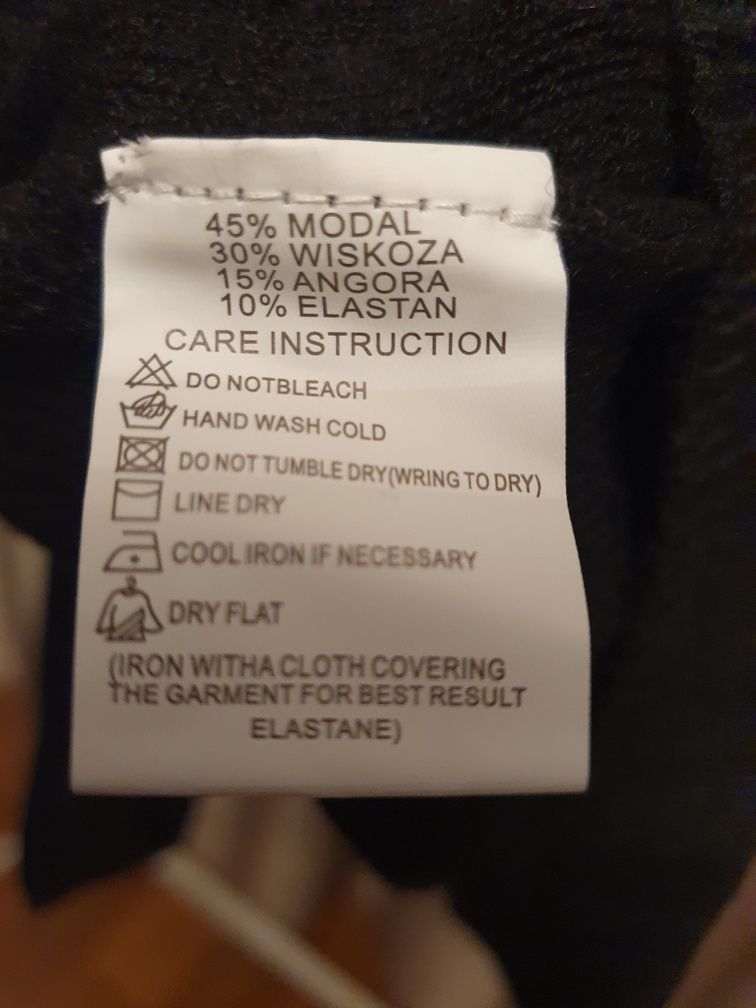 45% MODAL
30% WISKOZA
15% ANGORA
10% ELASTAN
CARE INSTRUCTION
DO NOTBLEACH
HAND WASH COLD
DO NOT TUMBLE DRY(WRING TO DRY)
LINE DRY
COOL IRON IF NECESSARY
DRY FLAT
(IRON WITHA CLOTH COVERING
THE GARMENT FOR BEST RESULT
ELASTANE)